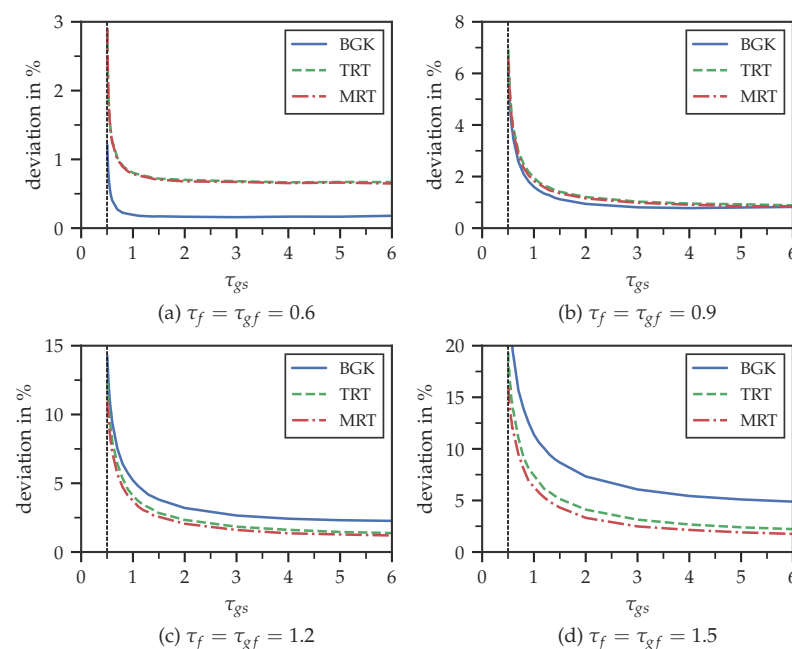 3
2
1
0
deviation in %
BGK
TRT
MRT
0 1 2 3 4 5 6
τgs
(a) τf = τgf = 0.6
8
6
4
2
0
deviation in %
BGK
TRT
MRT
0 1 2 3 4 5 6
τgs
(b) τf = τgf = 0.9
15
10
5
0
deviation in %
BGK
TRT
MRT
0 1 2 3 4 5 6
τgs
(c) τf = τgf = 1.2
20
15
10
5
0
deviation in %
BGK
TRT
MRT
0 1 2 3 4 5 6
τgs
(d) τf = τgf = 1.5